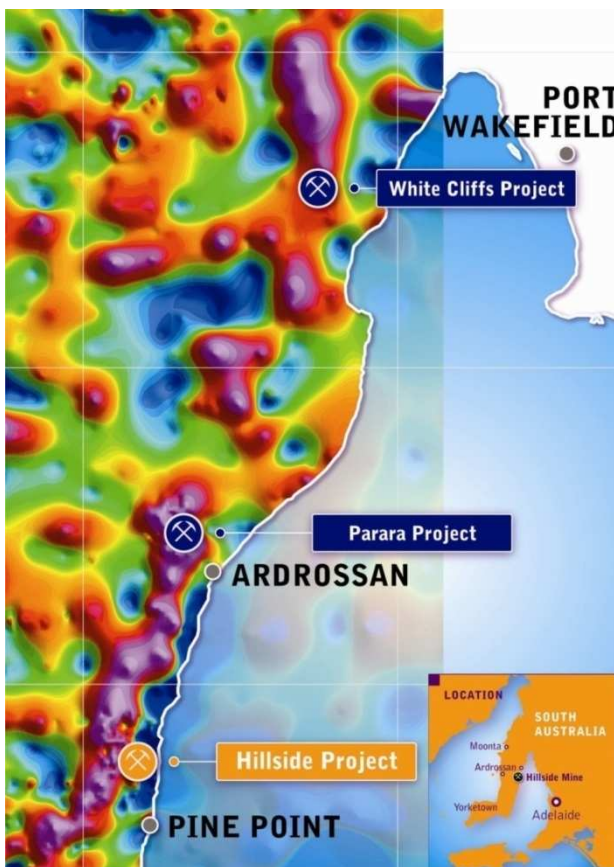 PORT
WAKEFIELD
White Cliffs Project
Parara Project
ARDROSSAN
Hillside Project
PINE POINT
LOCATION
SOUTH
AUSTRALIA
Moonta
Ardrossan
Hillside Mine
Yorketown
Adelaide